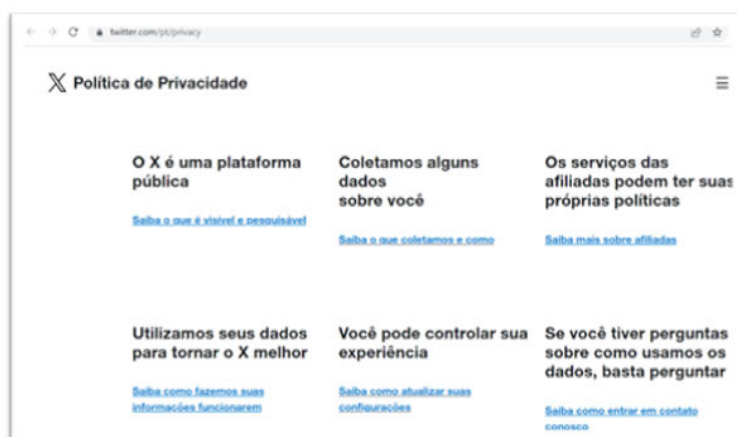 twitter.com/pt/privacy
X Política de Privacidade
O X é uma plataforma
pública
Saiba o que é visível e pesquisável
Coletamos alguns
dados
sobre você
Saiba o que coletamos e como
Os serviços das
afiliadas podem ter suas
próprias políticas
Saiba mais sobre afiliadas
Utilizamos seus dados
para tornar o X melhor
Saiba como fazemos suas
informações funcionarem
Você pode controlar sua
experiência
Saiba como atualizar suas
configurações
Se você tiver perguntas
sobre como usamos os
dados, basta perguntar
Saiba como entrar em contato
conosco